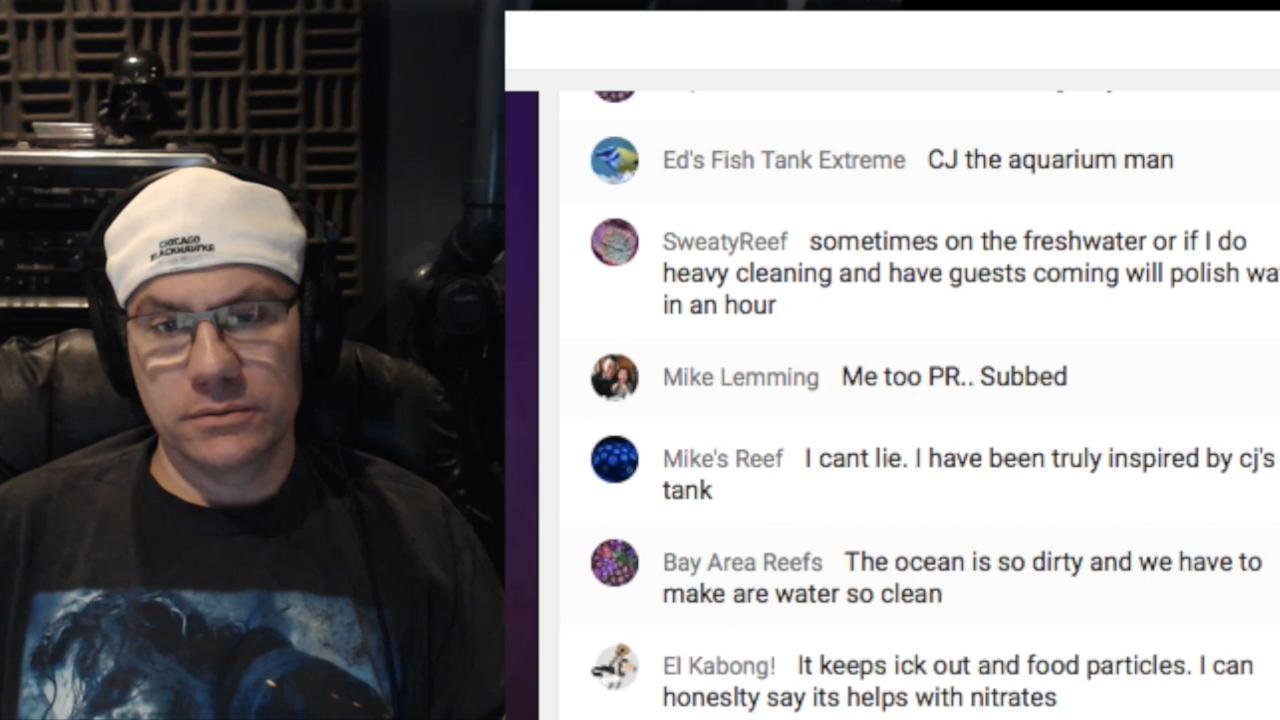 CHICAGO
BLACKHAWKS
Ed's Fish Tank Extreme CJ the aquarium man
SweatyReef sometimes on the freshwater or if I do
heavy cleaning and have guests coming will polish
in an hour
Mike Lemming Me too PR.. Subbed
Mike's Reef I cant lie. I have been truly inspired by cj's
tank
Bay Area Reefs The ocean is so dirty and we have to
make are water so clean
El Kabong! It keeps ick out and food particles. I can
honeslty say its helps with nitrates